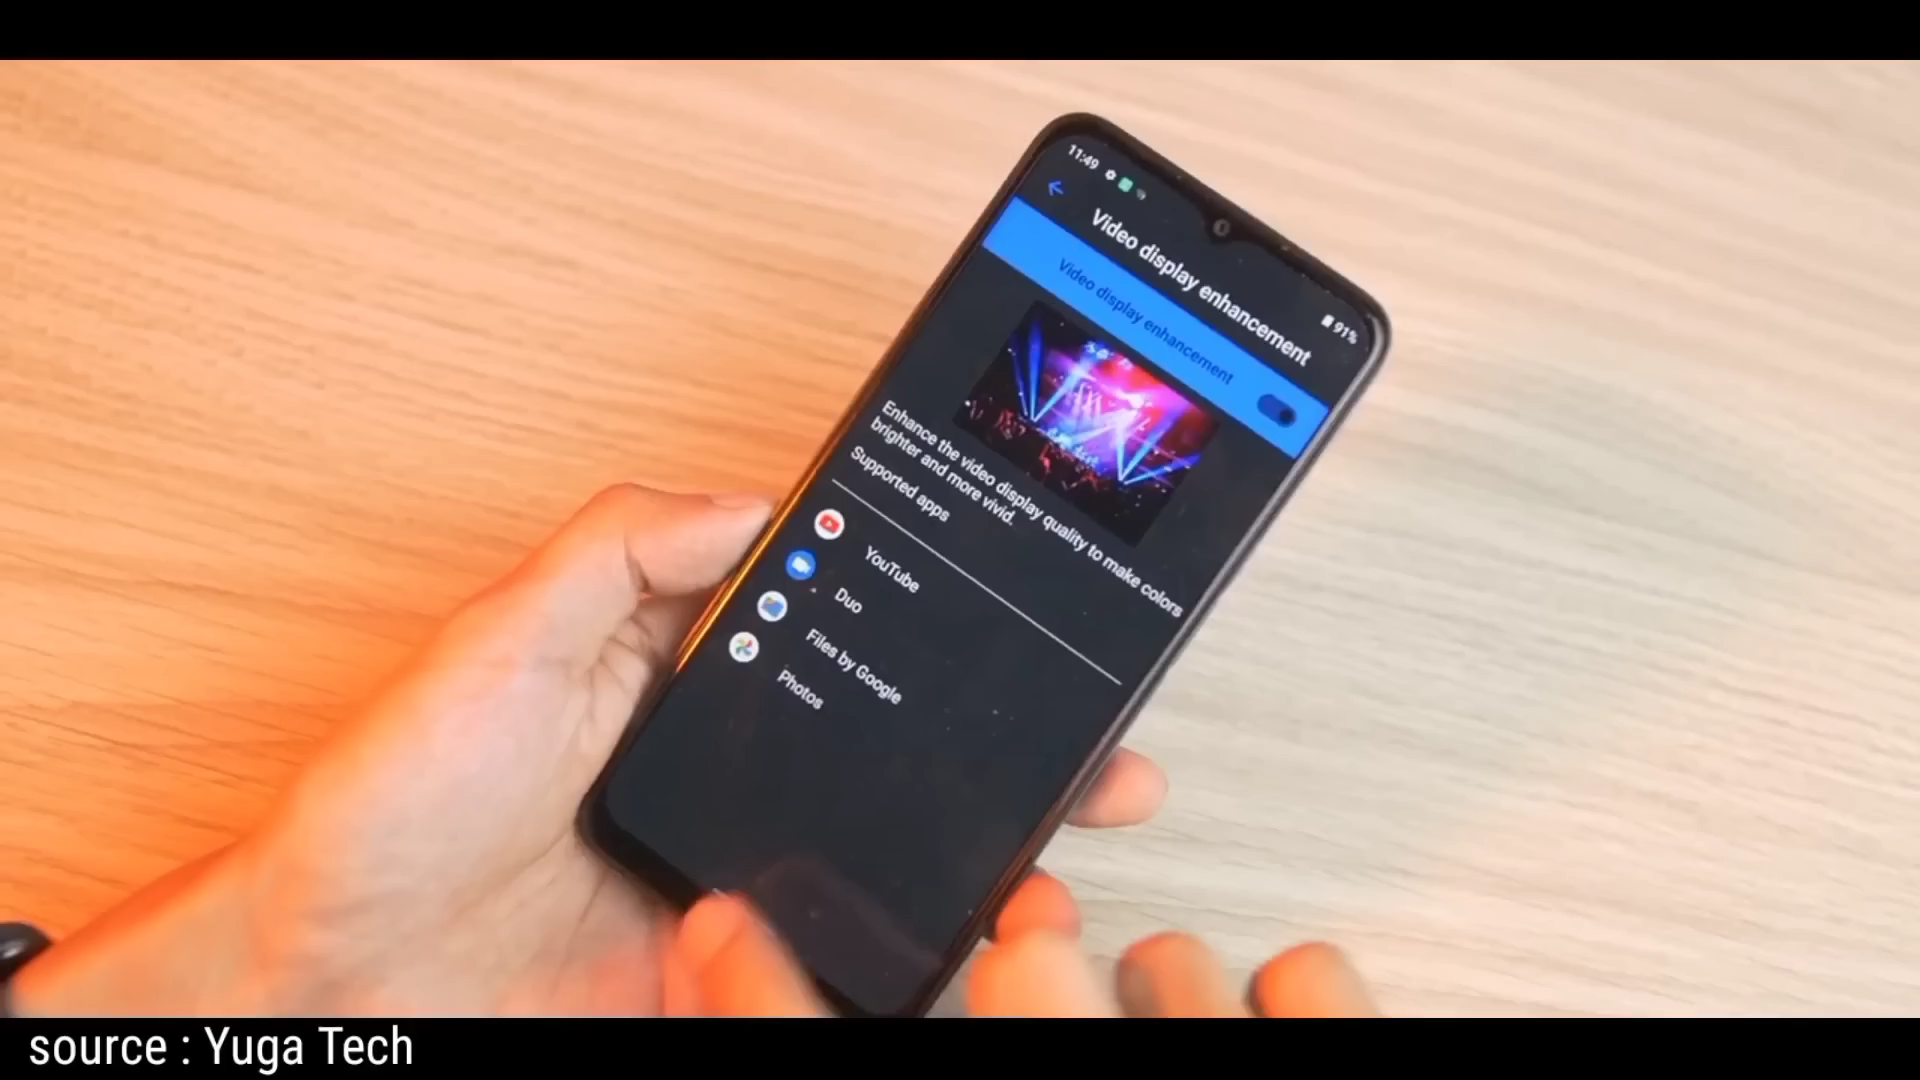 11:49
91%
Video display enhancement
Video display enhancement
Enhance the video display quality to make colors
brighter and more vivid.
Supported apps
YouTube
Duo
Files by Google
Photos
source : Yuga Tech